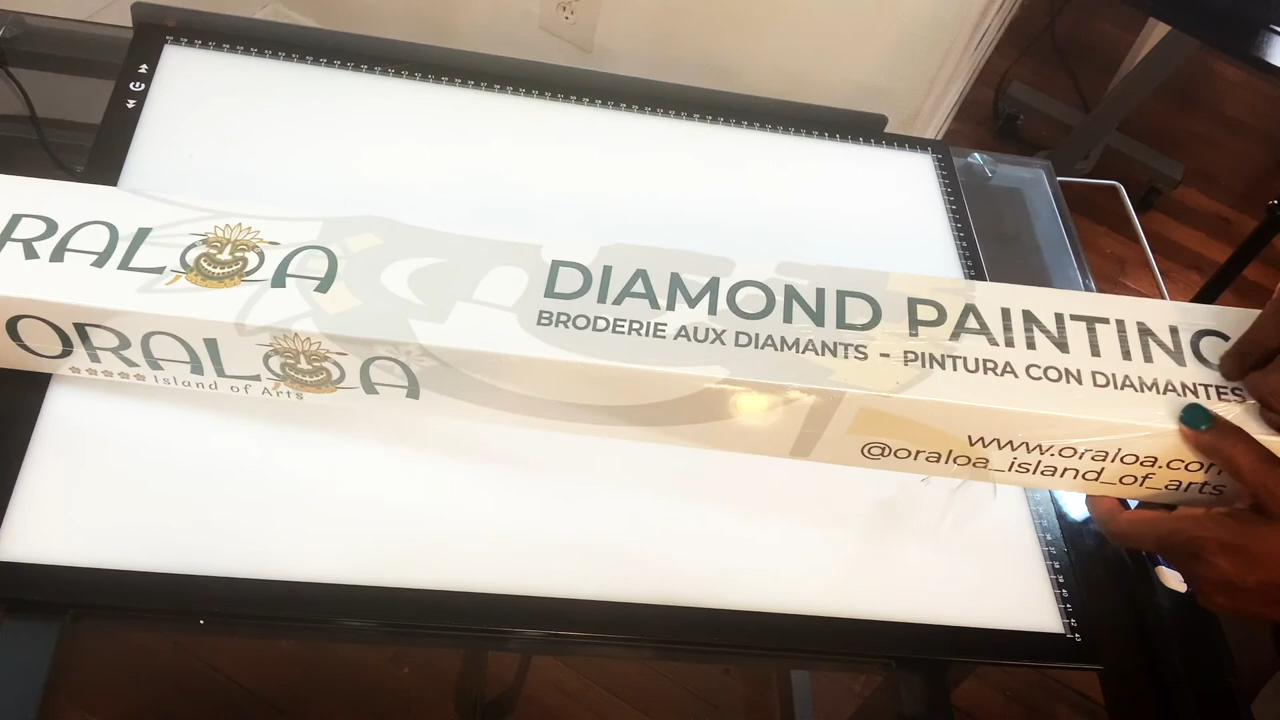 RALOA
DIAMOND PAINTING
BRODERIE AUX DIAMANTS - PINTURA CON DIAMANTES
ORALOA
Island of Arts
www.oraloa.com
@oraloa_island_of_arts